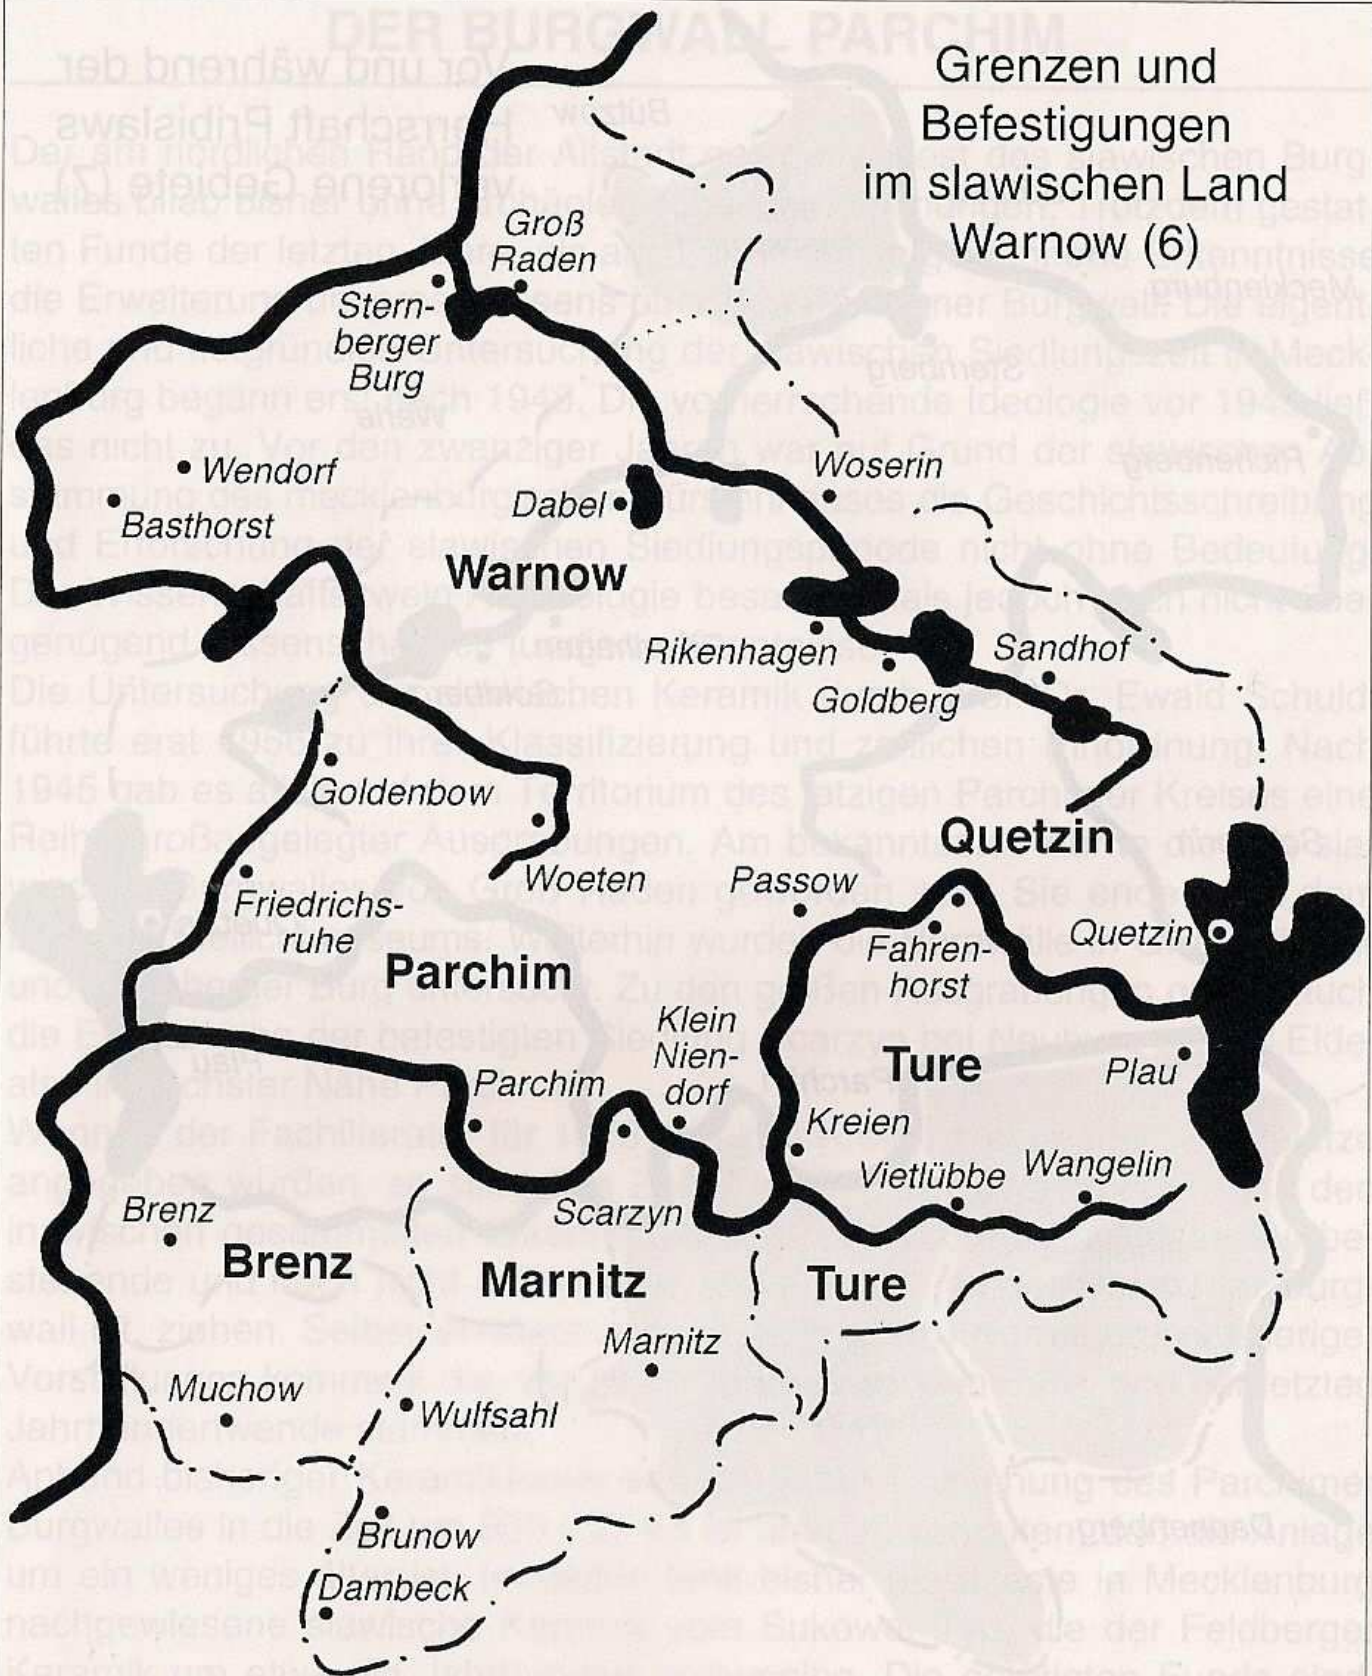 Grenzen und
Befestigungen
im slawischen Land
Warnow (6)
Groß
Raden
Stern-
berger
Burg
Wendorf
Basthorst
Dabel
Woserin
Warnow
Rikenhagen
Sandhof
Goldberg
Goldenbow
Woeten
Quetzin
Passow
Friedrichs-
ruhe
Fahren-
horst
Quetzin
Parchim
Klein
Nien-
dorf
Ture
Plau
Parchim
Kreien
Vietlübbe
Wangelin
Scarzyn
Brenz
Brenz
Marnitz
Ture
Marnitz
Muchow
Wulfsahl
Brunow
Dambeck